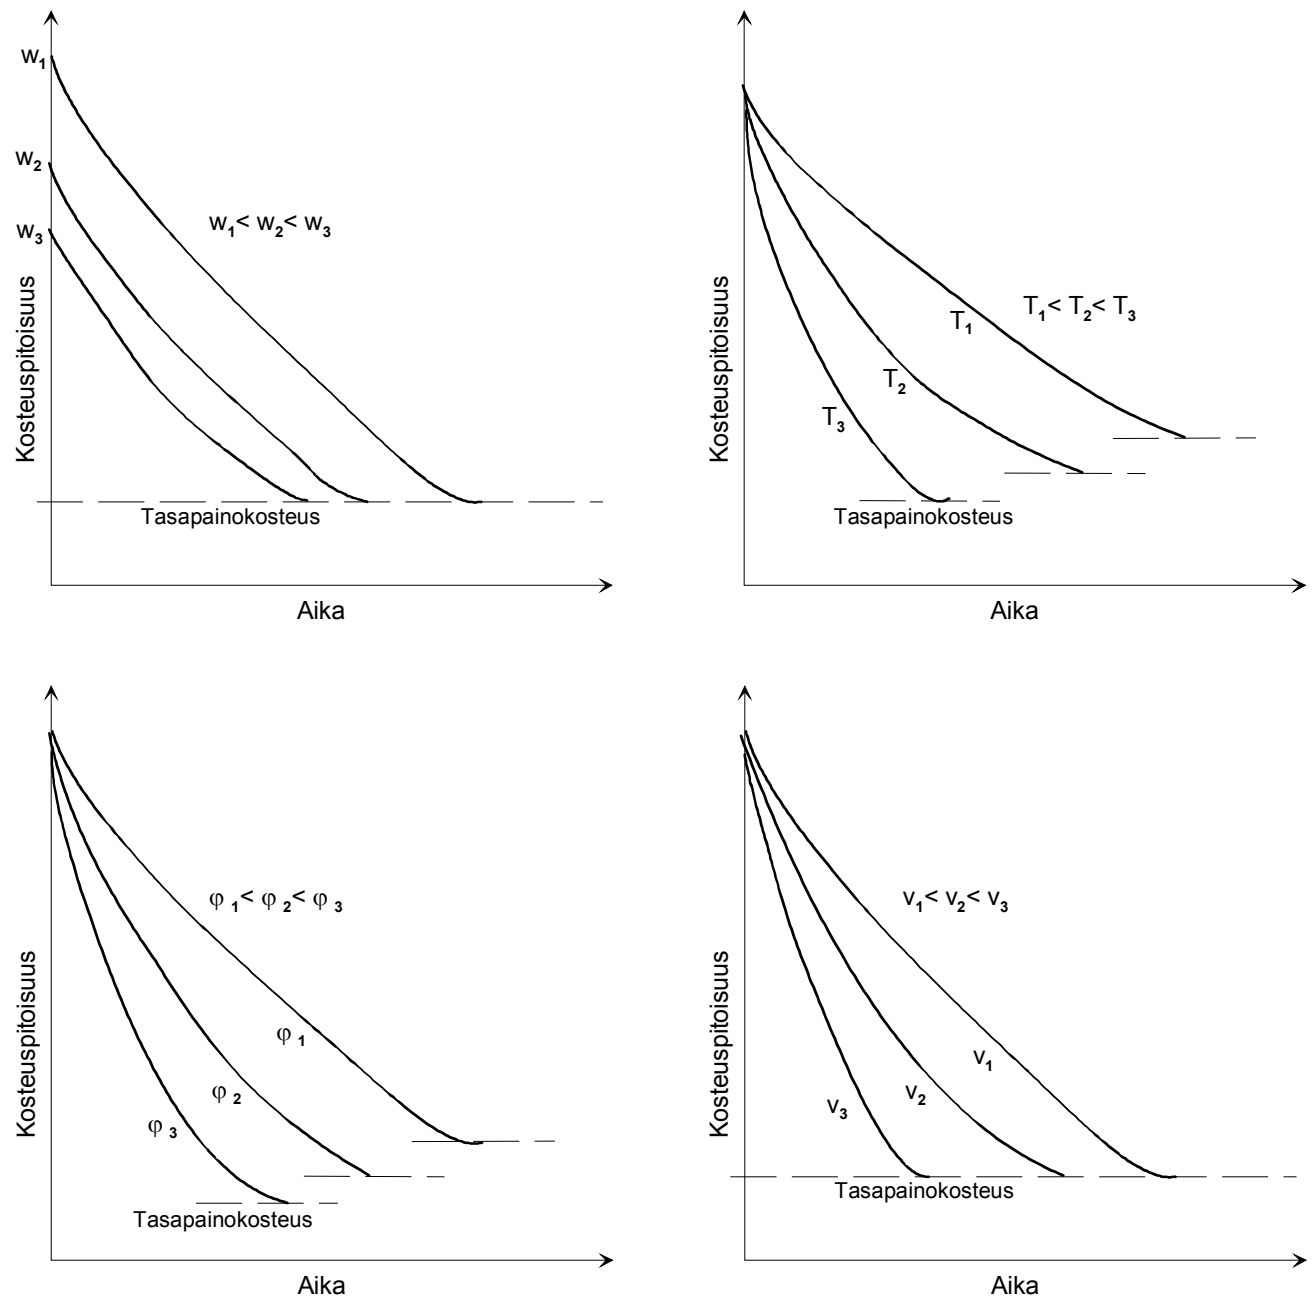 w1
w2
w3
w1< w2< w3
Kosteuspitoisuus
Tasapainokosteus
Aika
T1< T2< T3
T1
T2
T3
Kosteuspitoisuus
Tasapainokosteus
Aika
φ 1< φ 2< φ 3
φ 1
φ 2
φ 3
Kosteuspitoisuus
Tasapainokosteus
Aika
v1< v2< v3
v1
v2
v3
Kosteuspitoisuus
Tasapainokosteus
Aika